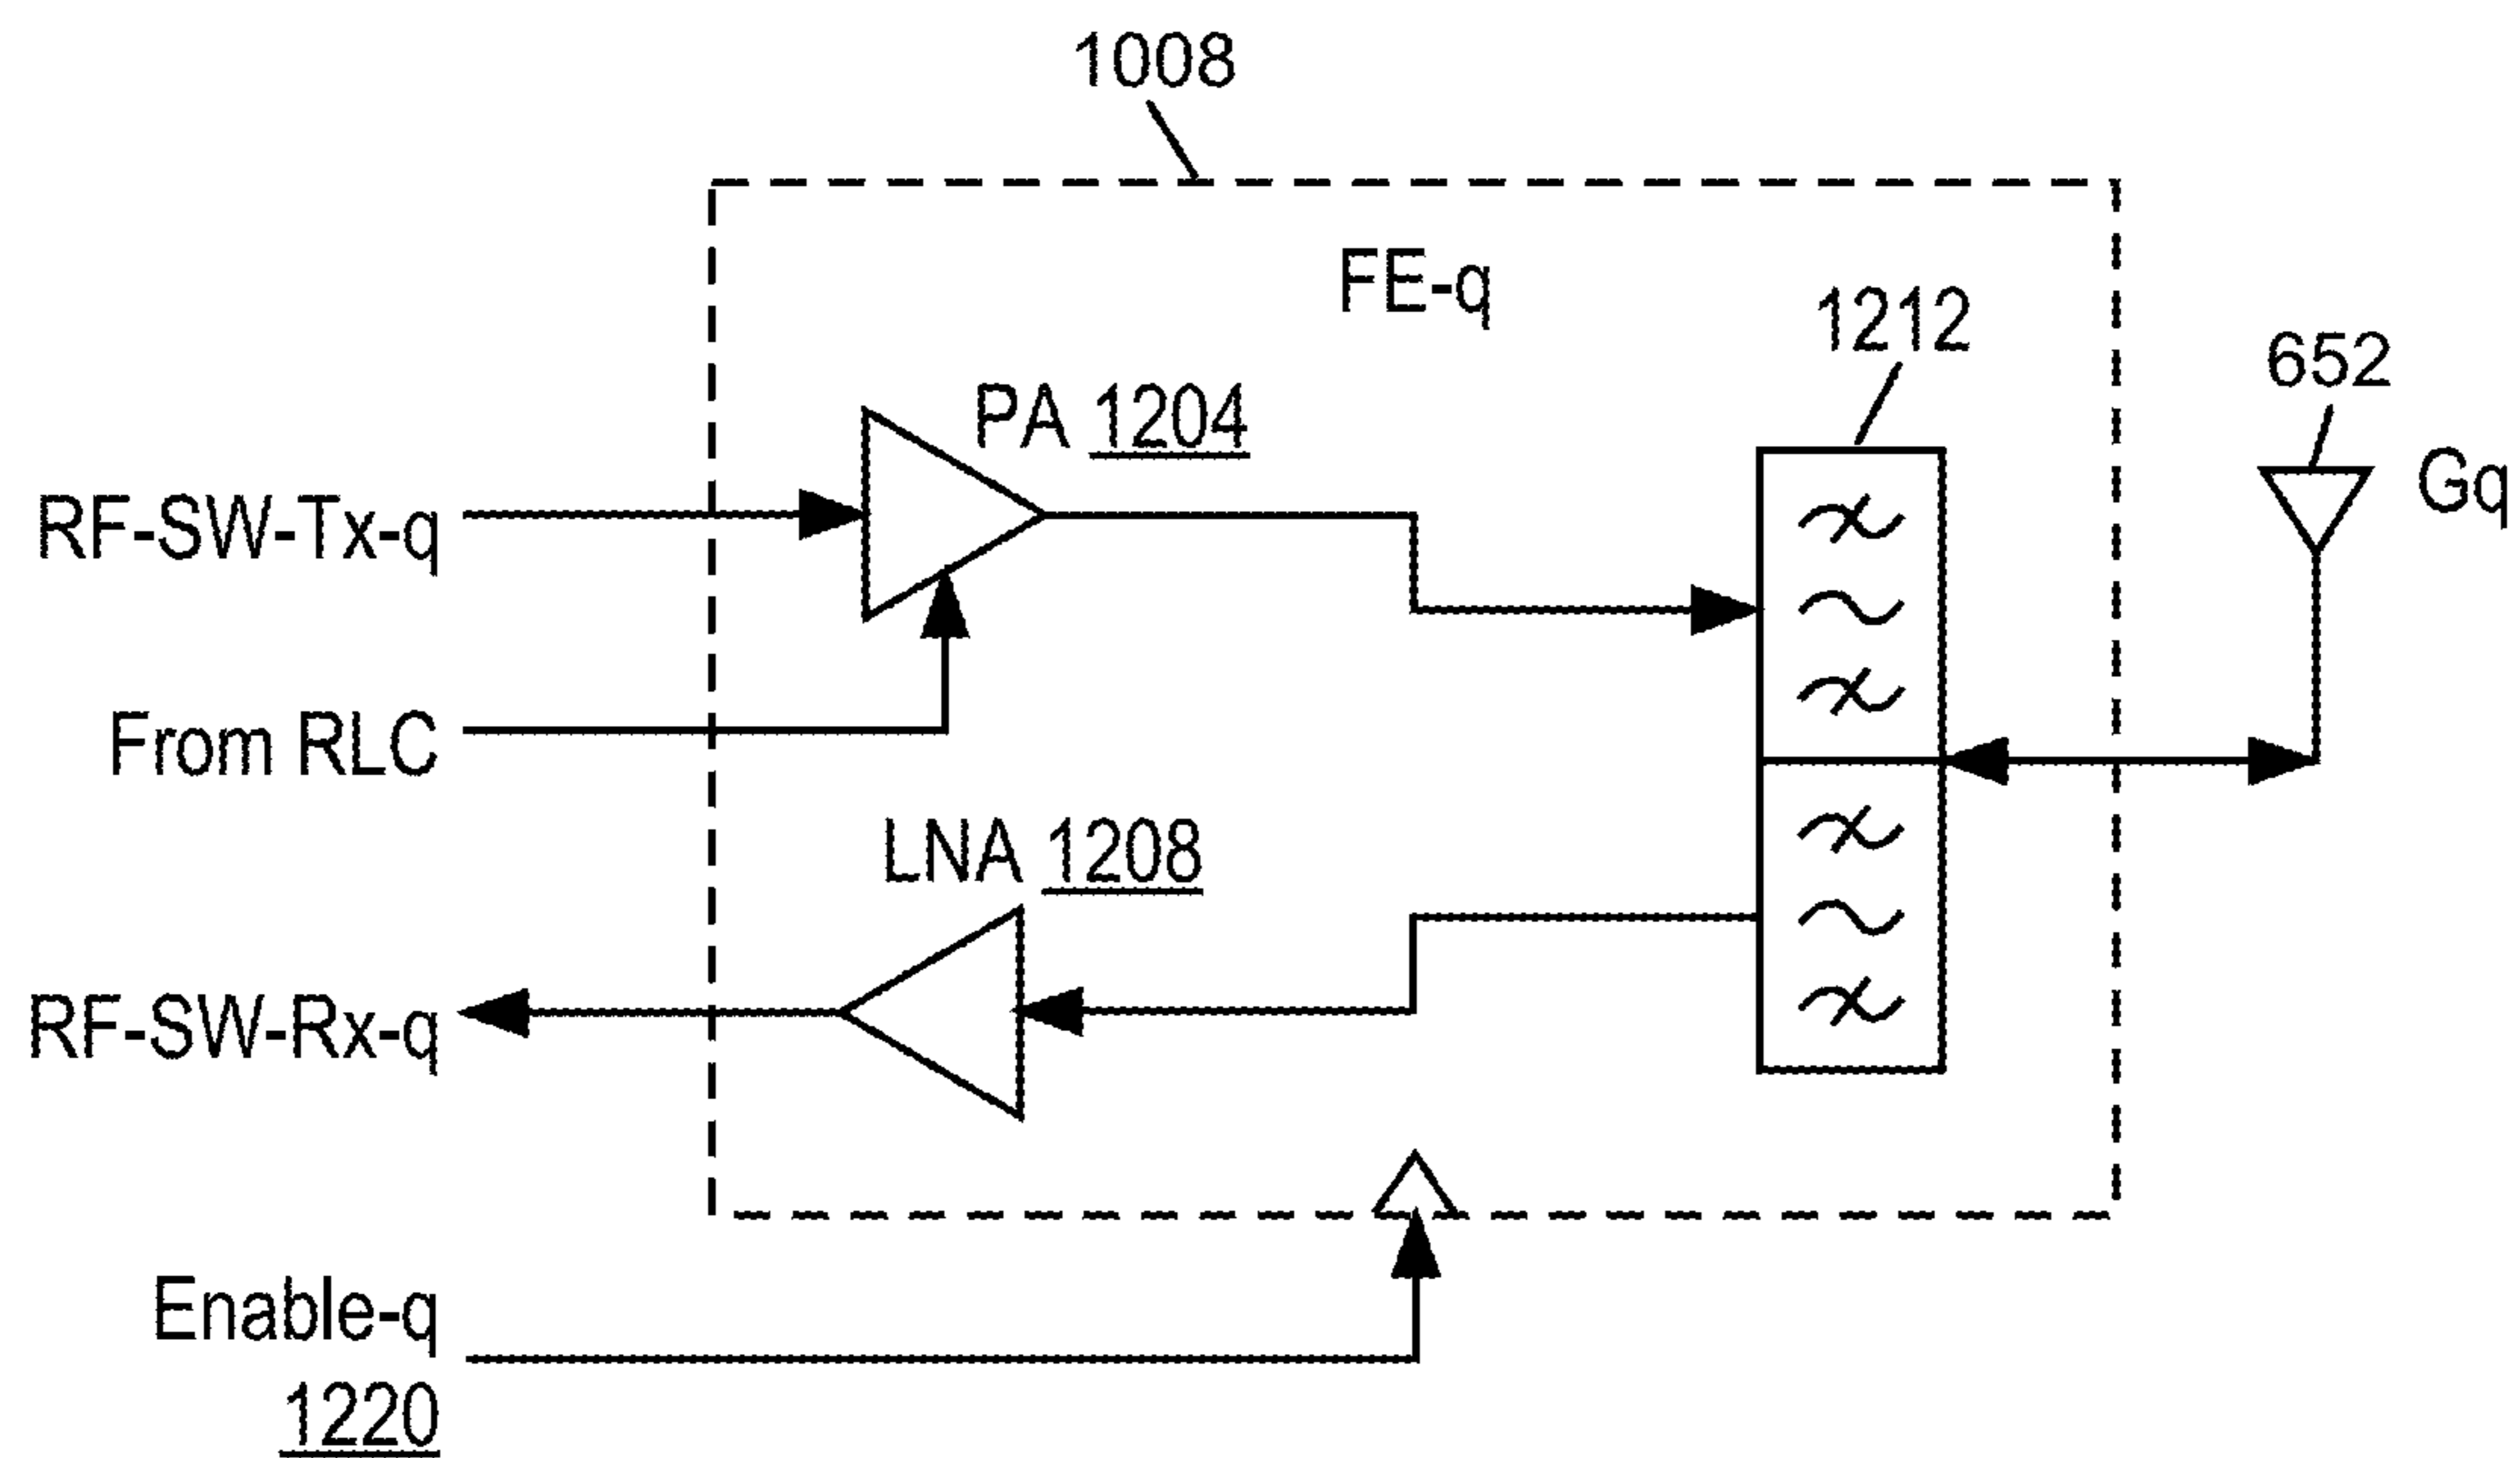 1008
FE-q
1212
652
Gq
PA 1204
RF-SW-Tx-q
From RLC
LNA 1208
RF-SW-Rx-q
Enable-q
1220